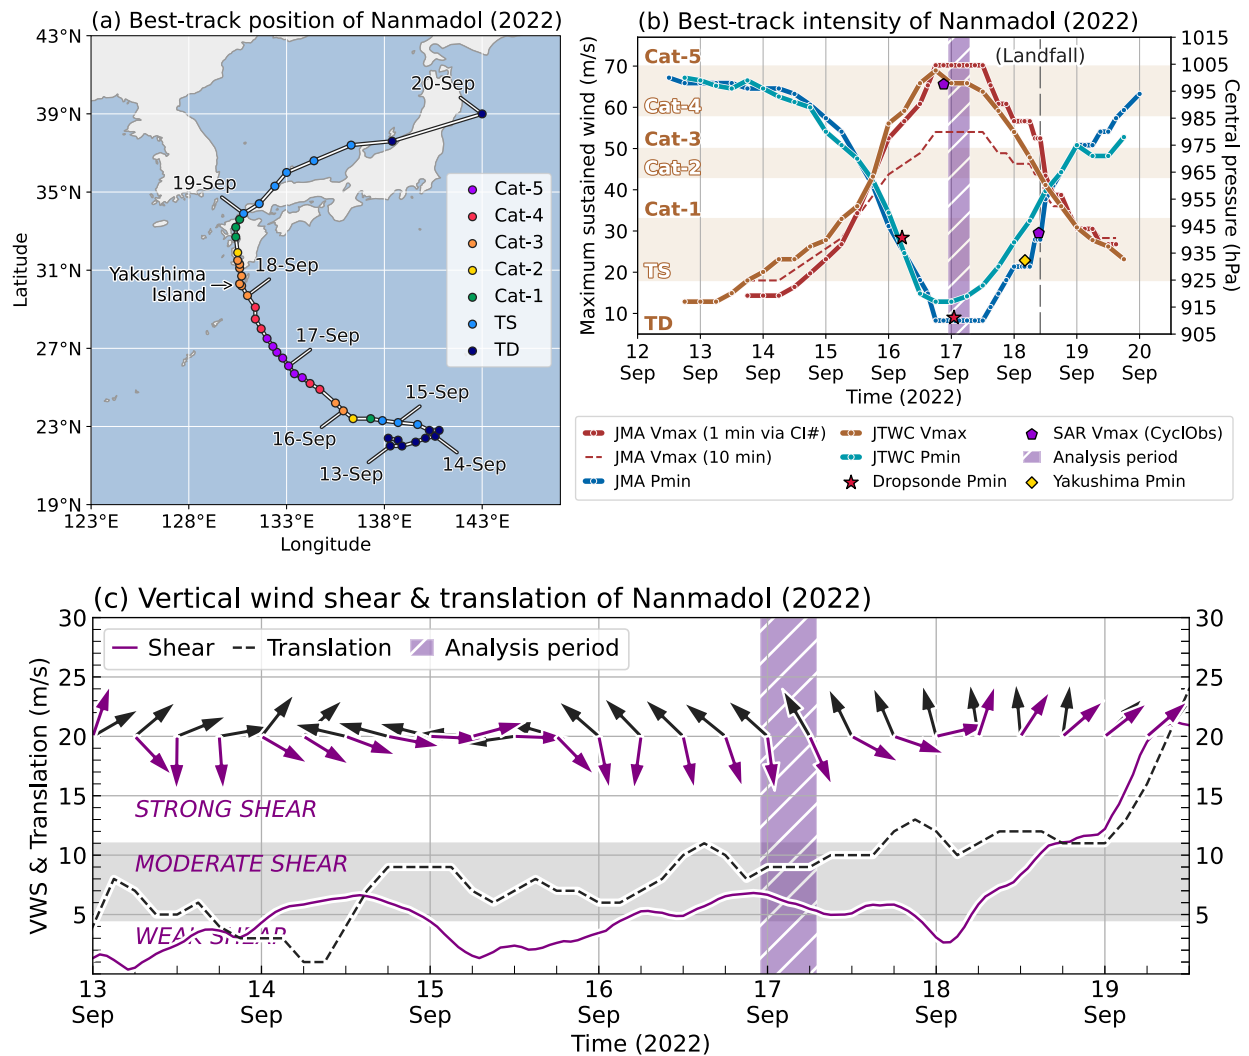 (a) Best-track position of Nanmadol (2022)
43°N
39°N
35°N
31°N
27°N
23°N
19°N
Latitude
123°E
128°E
133°E
138°E
143°E
Longitude
20-Sep
19-Sep
18-Sep
Yakushima
Island
17-Sep
15-Sep
16-Sep
14-Sep
13-Sep
Cat-5
Cat-4
Cat-3
Cat-2
Cat-1
TS
TD
(b) Best-track intensity of Nanmadol (2022)
Maximum sustained wind (m/s)
70
60
50
40
30
20
10
Cat-5
Cat-4
Cat-3
Cat-2
Cat-1
TS
TD
(Landfall)
1015
1005
995
985
975
965
955
945
935
925
915
905
Central pressure (hPa)
12 13 14 15 16 17 18 19 20
Sep Sep Sep Sep Sep Sep Sep Sep Sep
Time (2022)
JMA Vmax (1 min via CI#)
JMA Vmax (10 min)
JMA Pmin
JTWC Vmax
JTWC Pmin
Dropsonde Pmin
SAR Vmax (CyclObs)
Analysis period
Yakushima Pmin
(c) Vertical wind shear & translation of Nanmadol (2022)
VWS & Translation (m/s)
30
25
20
15
10
5
Shear
Translation
Analysis period
STRONG SHEAR
MODERATE SHEAR
WEAK SHEAR
30
25
20
15
10
5
13 14 15 16 17 18 19
Sep Sep Sep Sep Sep Sep Sep
Time (2022)